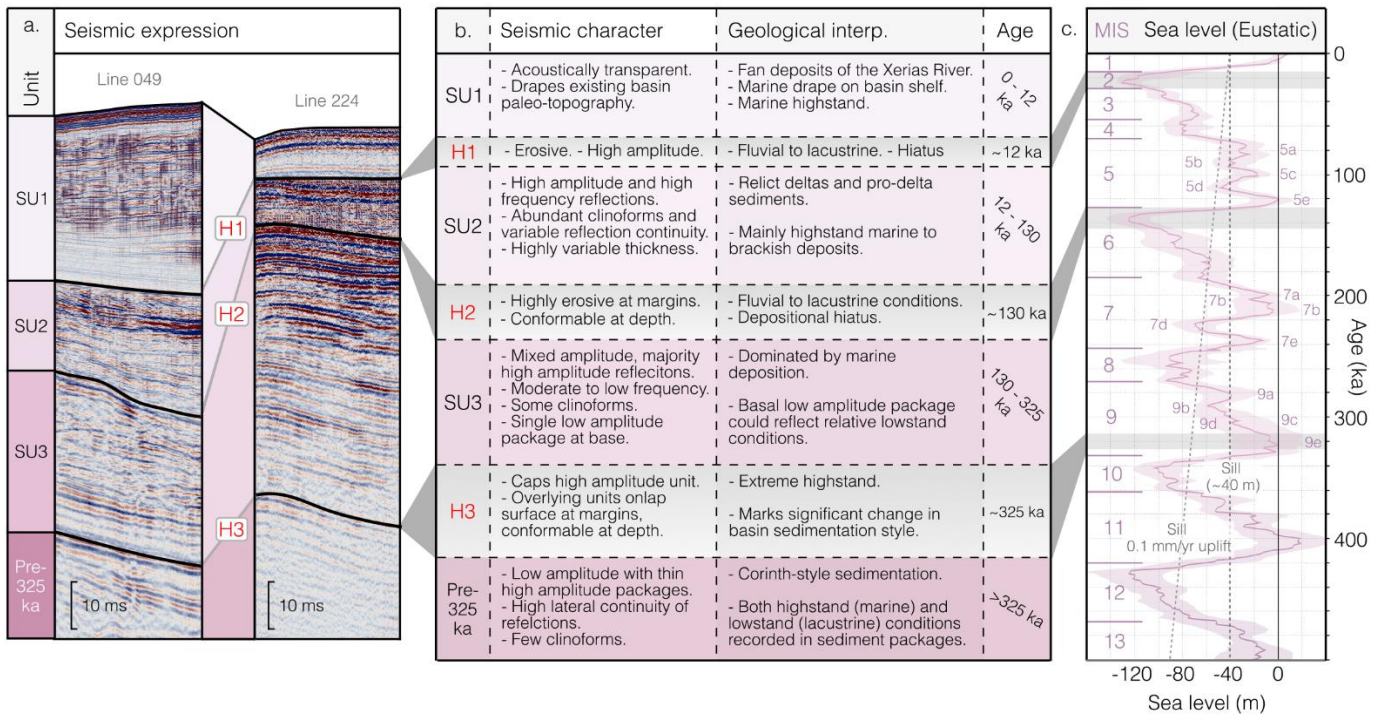 a.
Seismic expression
Unit
Line 049
Line 224
SU1
SU2
SU3
Pre-
325
ka
H1
H2
H3
10 ms
10 ms
b.
Seismic character
Geological interp.
Age
SU1
- Acoustically transparent.
- Drapes existing basin
paleo-topography.
- Fan deposits of the Xerias River.
- Marine drape on basin shelf.
- Marine highstand.
0 - 12
ka
H1
- Erosive. - High amplitude.
- Fluvial to lacustrine. - Hiatus
~12 ka
SU2
- High amplitude and high
frequency reflections.
- Abundant clinoforms and
variable reflection continuity.
- Highly variable thickness.
- Relict deltas and pro-delta
sediments.
- Mainly highstand marine to
brackish deposits.
12 - 130
ka
H2
- Highly erosive at margins.
- Conformable at depth.
- Fluvial to lacustrine conditions.
- Depositional hiatus.
~130 ka
SU3
- Mixed amplitude, majority
high amplitude reflecitons.
- Moderate to low frequency.
- Some clinoforms.
- Single low amplitude
package at base.
- Dominated by marine
deposition.
- Basal low amplitude package
could reflect relative lowstand
conditions.
130 - 325
ka
H3
- Caps high amplitude unit.
- Overlying units onlap
surface at margins,
conformable at depth.
- Extreme highstand.
- Marks significant change in
basin sedimentation style.
~325 ka
Pre-
325
ka
- Low amplitude with thin
high amplitude packages.
- High lateral continuity of
refelctions.
- Few clinoforms.
- Corinth-style sedimentation.
- Both highstand (marine) and
lowstand (lacustrine) conditions
recorded in sediment packages.
>325 ka
c.
MIS
Sea level (Eustatic)
1
2
3
4
5
6
7
8
9
10
11
12
13
5a
5b
5c
5d
5e
7a
7b
7b
7d
7e
9a
9b
9c
9d
9e
Sill
(~40 m)
Sill
0.1 mm/yr uplift
0
100
200
300
400
Age (ka)
-120
-80
-40
0
Sea level (m)